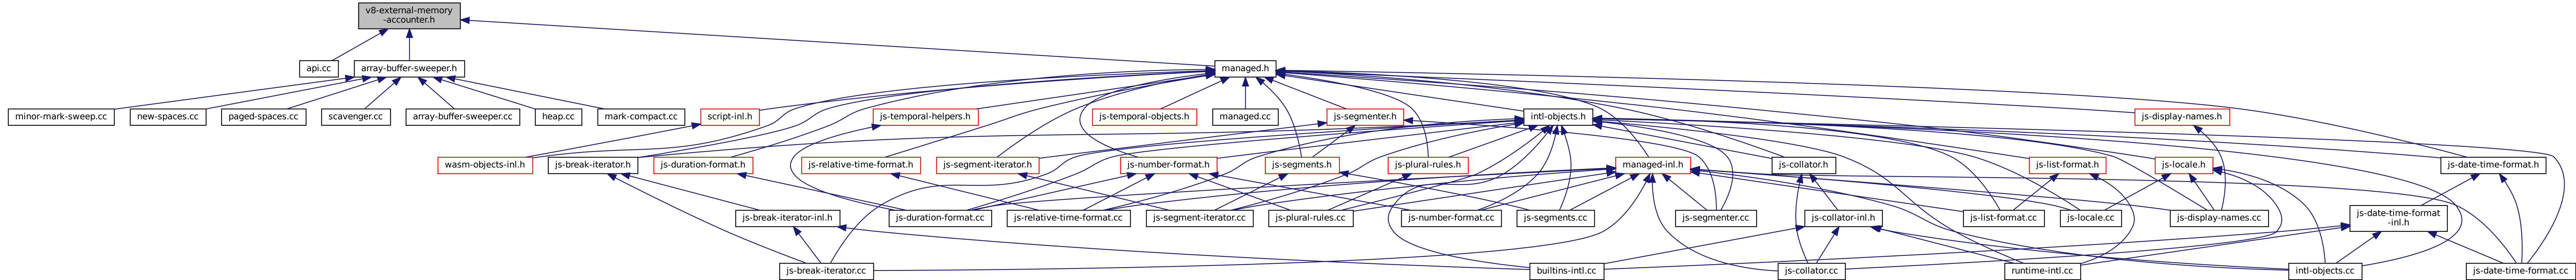 v8-external-memory
-accounter.h
api.cc
array-buffer-sweeper.h
managed.h
minor-mark-sweep.cc
new-spaces.cc
paged-spaces.cc
scavenger.cc
array-buffer-sweeper.cc
heap.cc
mark-compact.cc
script-inl.h
js-temporal-helpers.h
js-temporal-objects.h
managed.cc
js-segmenter.h
intl-objects.h
js-display-names.h
wasm-objects-inl.h
js-break-iterator.h
js-duration-format.h
js-relative-time-format.h
js-segment-iterator.h
js-number-format.h
js-segments.h
js-plural-rules.h
managed-inl.h
js-collator.h
js-list-format.h
js-locale.h
js-date-time-format.h
js-break-iterator-inl.h
js-duration-format.cc
js-relative-time-format.cc
js-segment-iterator.cc
js-plural-rules.cc
js-number-format.cc
js-segments.cc
js-segmenter.cc
js-collator-inl.h
js-list-format.cc
js-locale.cc
js-display-names.cc
js-date-time-format
-inl.h
js-break-iterator.cc
builtins-intl.cc
js-collator.cc
runtime-intl.cc
intl-objects.cc
js-date-time-format.cc